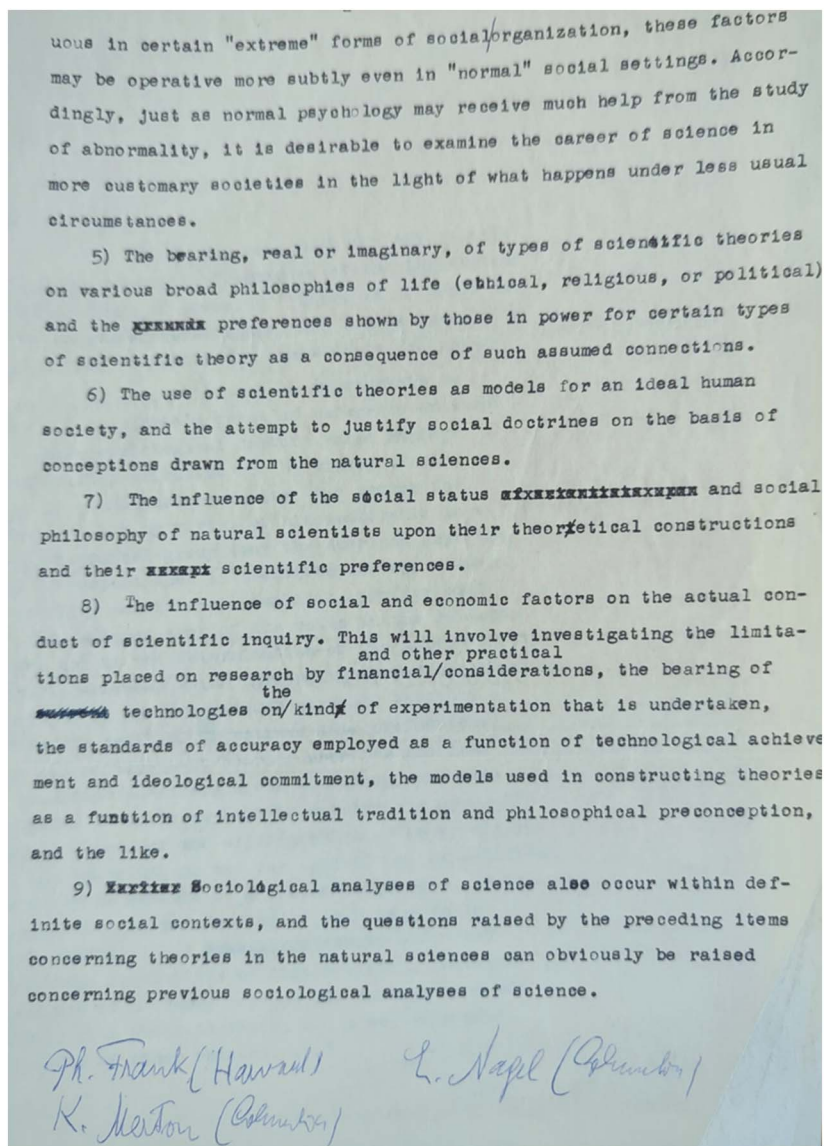 uous in certain "extreme" forms of social/organization, these factors
may be operative more subtly even in "normal" social settings. Accor-
dingly, just as normal psychology may receive much help from the study
of abnormality, it is desirable to examine the career of science in
more customary societies in the light of what happens under less usual
circumstances.
5) The bearing, real or imaginary, of types of scientific theories
on various broad philosophies of life (ethical, religious, or political)
and the preferences shown by those in power for certain types
of scientific theory as a consequence of such assumed connections.
6) The use of scientific theories as models for an ideal human
society, and the attempt to justify social doctrines on the basis of
conceptions drawn from the natural sciences.
7) The influence of the social status and social
philosophy of natural scientists upon their theoretical constructions
and their scientific preferences.
8) The influence of social and economic factors on the actual con-
duct of scientific inquiry. This will involve investigating the limita-
and other practical
tions placed on research by financial/considerations, the bearing of
the
technologies on/kind of experimentation that is undertaken,
the standards of accuracy employed as a function of technological achieve
ment and ideological commitment, the models used in constructing theories
as a function of intellectual tradition and philosophical preconception,
and the like.
9) Sociological analyses of science also occur within def-
inite social contexts, and the questions raised by the preceding items
concerning theories in the natural sciences can obviously be raised
concerning previous sociological analyses of science.
Ph. Frank (Harvard) E. Nagel (Columbia)
K. Merton (Columbia)